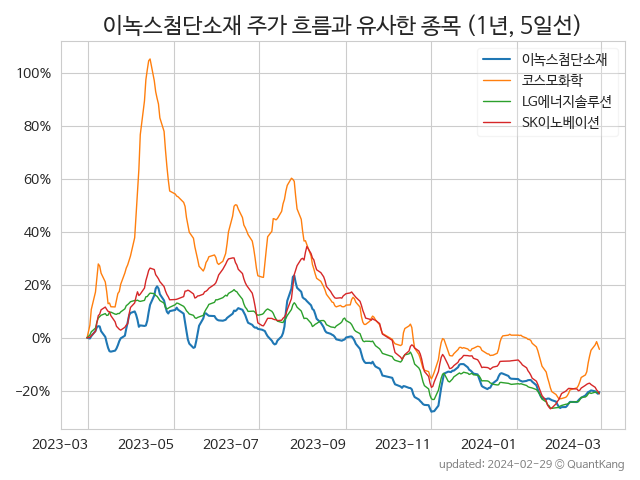 이녹스첨단소재 주가 흐름과 유사한 종목 (1년, 5일선)
이녹스첨단소재
코스모화학
LG에너지솔루션
SK이노베이션
100%
80%
60%
40%
20%
0%
−20%
2023−03
2023−05
2023−07
2023−09
2023−11
2024−01
2024−03
updated: 2024−02−29 © QuantKang